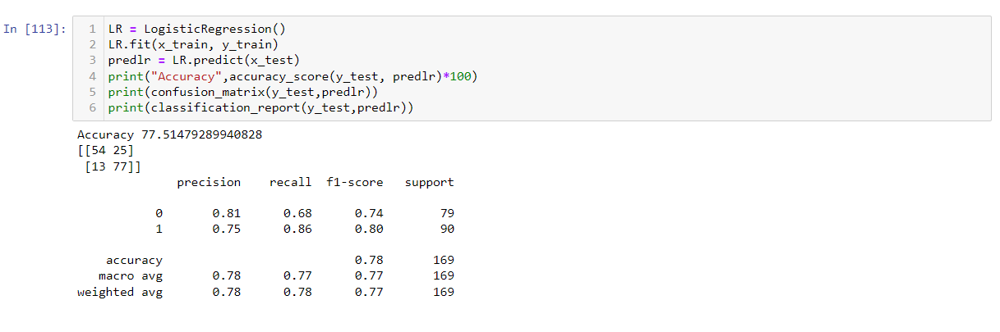 In [113]:
1 LR = LogisticRegression()
2 LR.fit(x_train, y_train)
3 predlr = LR.predict(x_test)
4 print("Accuracy",accuracy_score(y_test, predlr)*100)
5 print(confusion_matrix(y_test,predlr))
6 print(classification_report(y_test,predlr))
Accuracy 77.51479289940828
[[54 25]
 [13 77]]
              precision    recall  f1-score   support

           0       0.81      0.68      0.74        79
           1       0.75      0.86      0.80        90

    accuracy                           0.78       169
   macro avg       0.78      0.77      0.77       169
weighted avg       0.78      0.78      0.77       169